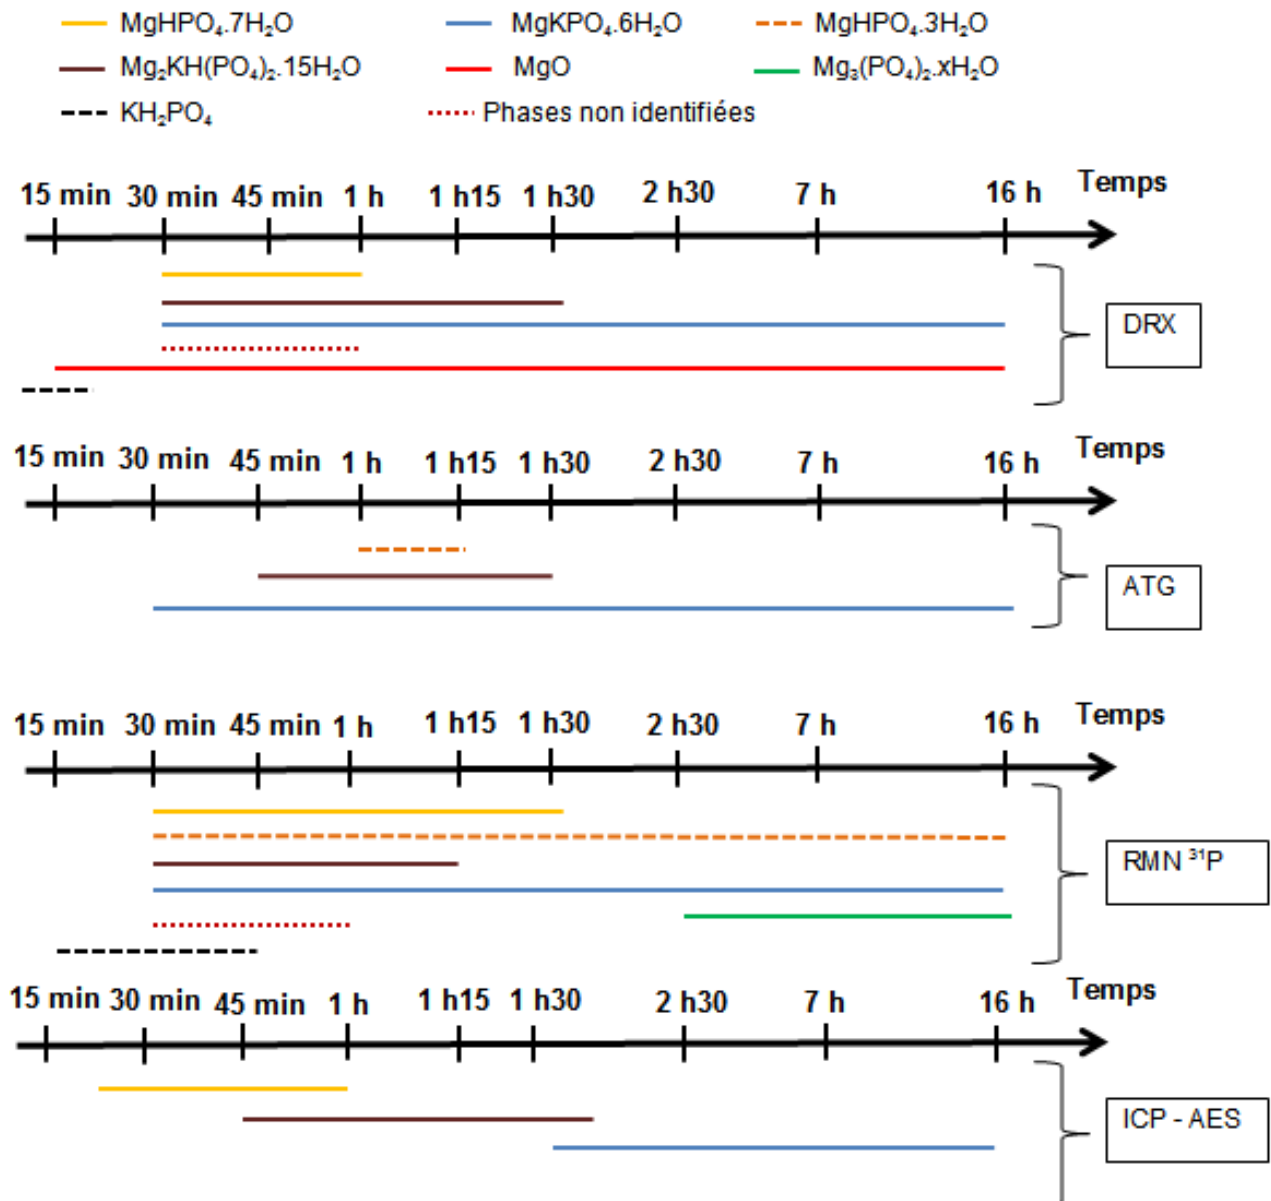 MgHPO₄.7H₂O MgKPO₄.6H₂O MgHPO₄.3H₂O
Mg₂KH(PO₄)₂.15H₂O MgO Mg₃(PO₄)₂.xH₂O
KH₂PO₄ Phases non identifiées
15 min 30 min 45 min 1 h 1 h15 1 h30 2 h30 7 h 16 h Temps
DRX
15 min 30 min 45 min 1 h 1 h15 1 h30 2 h30 7 h 16 h Temps
ATG
15 min 30 min 45 min 1 h 1 h15 1 h30 2 h30 7 h 16 h Temps
RMN ³¹P
15 min 30 min 45 min 1 h 1 h15 1 h30 2 h30 7 h 16 h Temps
ICP - AES